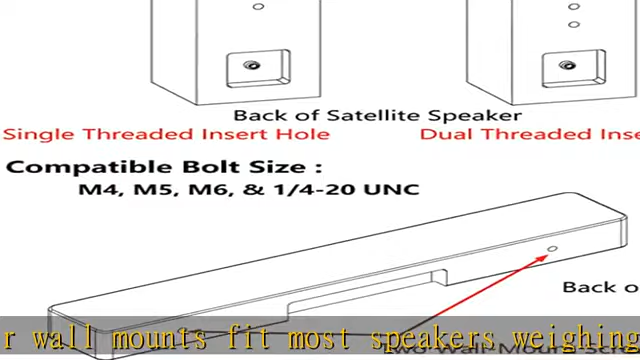 Back of Satellite Speaker
Single Threaded Insert Hole
Dual Threaded Inse
Compatible Bolt Size :
M4, M5, M6, & 1/4-20 UNC
Back o
r wall mounts fit most speakers weighing